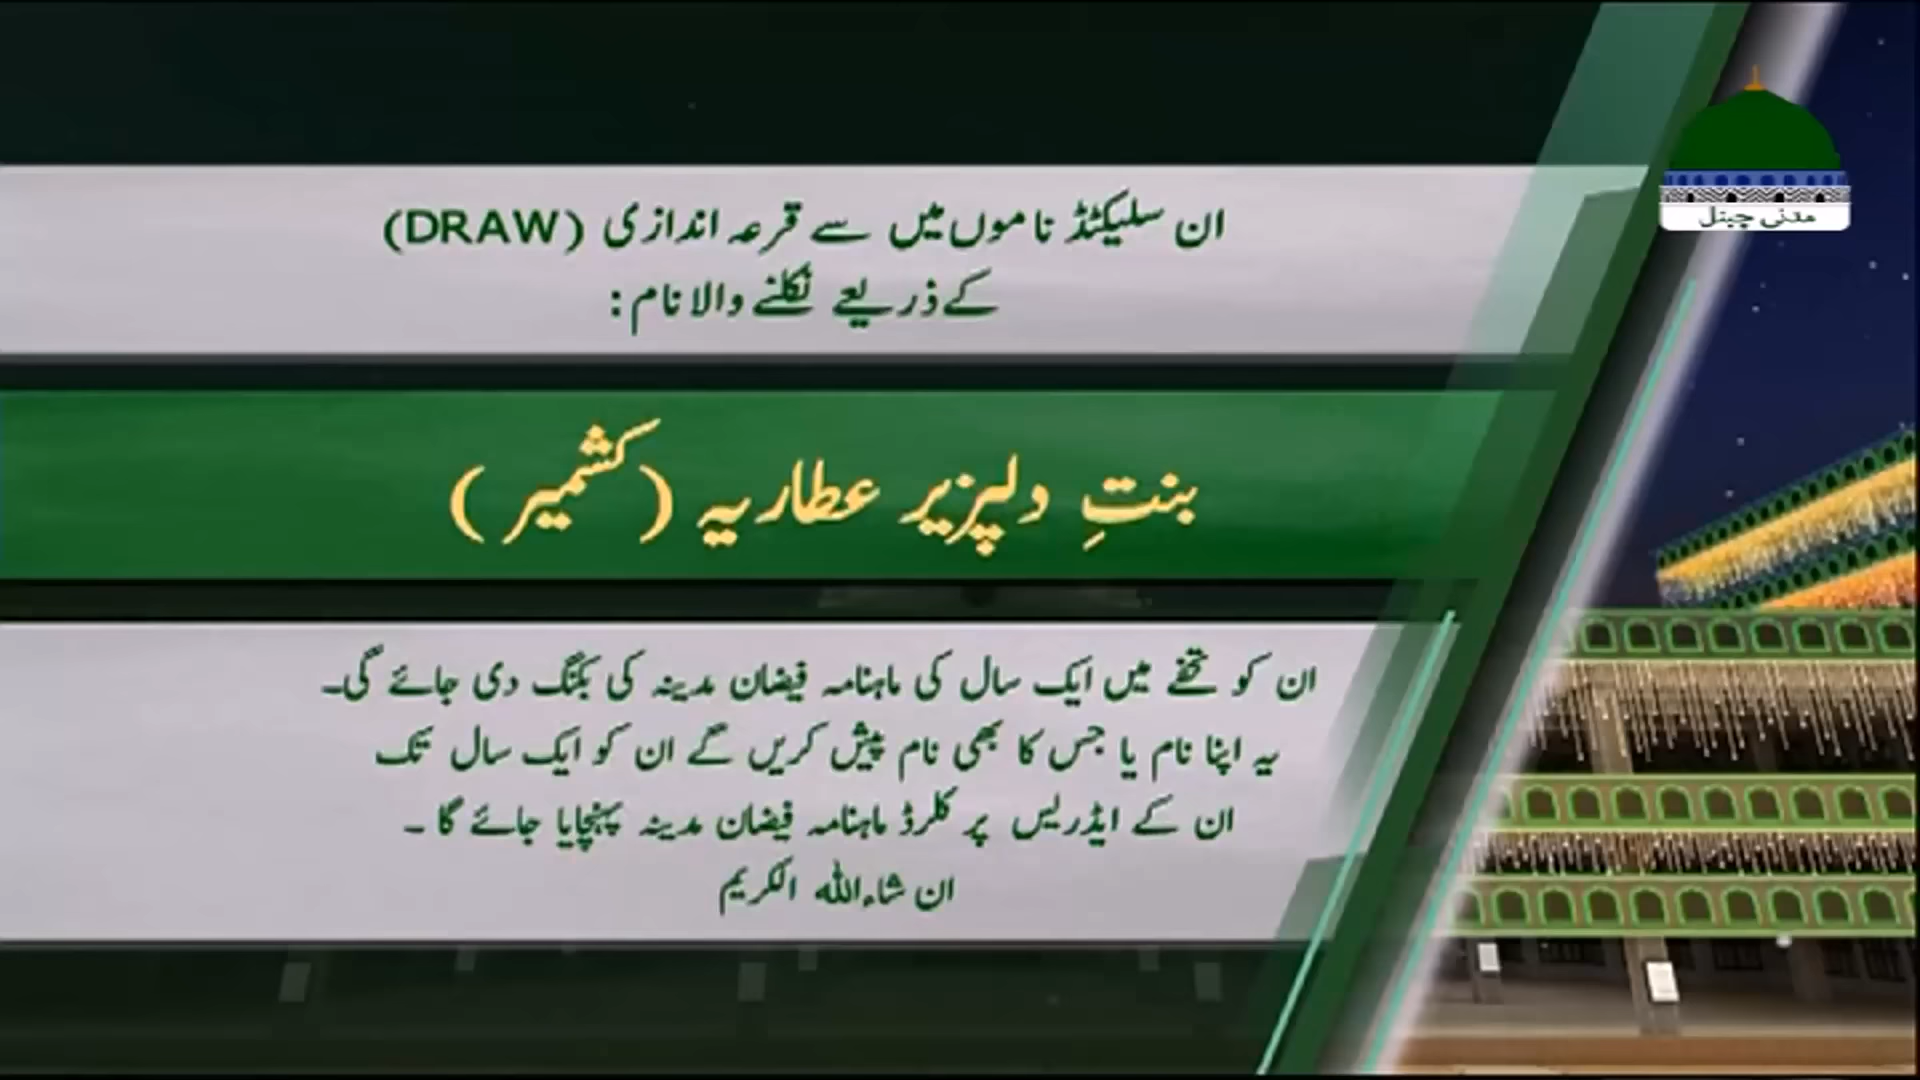 مدنی چینل
ان سلیکٹڈ ناموں میں سے قرعہ اندازی (DRAW)
کے ذریعے نکلنے والا نام:
بنتِ دلپزیر عطاریہ (کشمیر)
ان کو تحفے میں ایک سال کی ماہنامہ فیضان مدینہ کی بکنگ دی جائے گی۔
یہ اپنا نام یا جس کا بھی نام پیش کریں گے ان کو ایک سال تک
ان کے ایڈریس پر کلرڈ ماہنامہ فیضان مدینہ پہنچایا جائے گا ۔
ان شاءاللہ الکریم